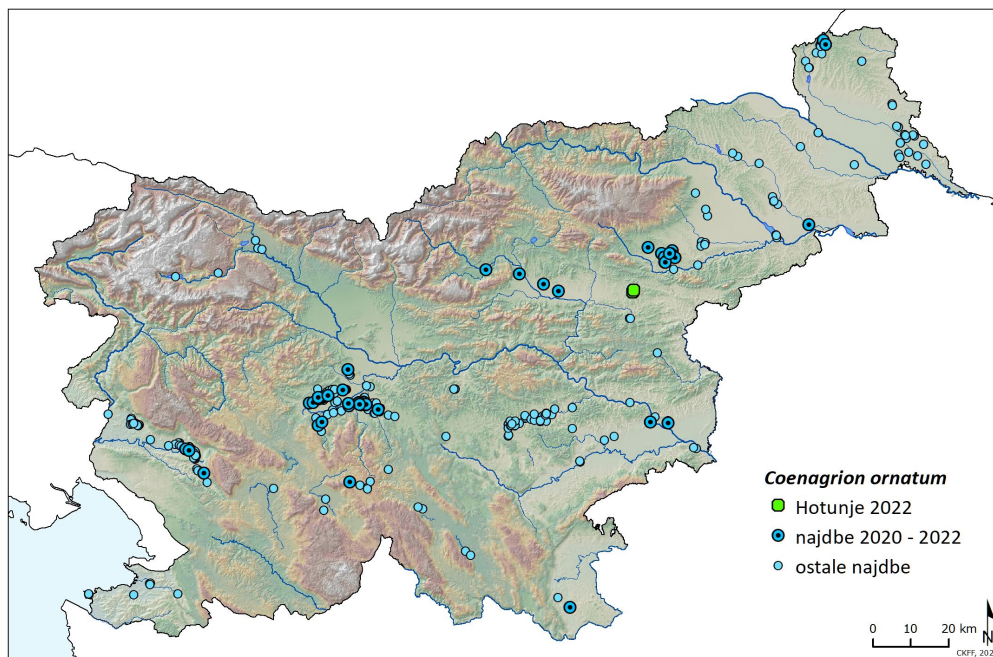 Coenagrion ornatum
Hotunje 2022
najdbe 2020 - 2022
ostale najdbe
0 10 20 km
N